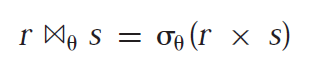 r ⋈θ s = σθ(r × s)